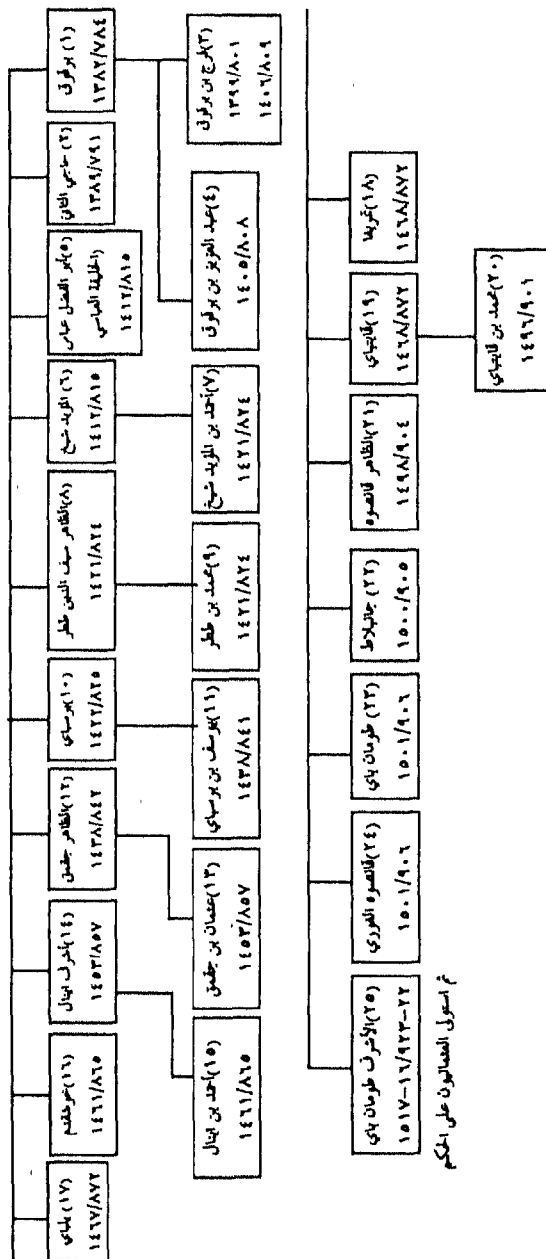 (١) برقوق
١٣٨٢/٧٨٤
(٢) حاجي الثاني
١٣٨٩/٧٩١
(٣) فرج بن برقوق
١٣٩٩/٨٠١
١٤٠٦/٨٠٩
(٤) عبد العزيز بن برقوق
١٤٠٥/٨٠٨
(٥) أبو الفضل عباس
(الخليفة العباسي)
١٤١٢/٨١٥
(٦) المؤيد شيخ
١٤١٢/٨١٥
(٧) أحمد بن المؤيد شيخ
١٤٢١/٨٢٤
(٨) الظاهر سيف الدين ططر
١٤٢١/٨٢٤
(٩) محمد بن ططر
١٤٢١/٨٢٤
(١٠) برسباي
١٤٢٢/٨٢٥
(١١) يوسف بن برسباي
١٤٣٨/٨٤١
(١٢) الظاهر جقمق
١٤٣٨/٨٤٢
(١٣) عثمان بن جقمق
١٤٥٣/٨٥٧
(١٤) أشرف اينال
١٤٥٣/٨٥٧
(١٥) أحمد بن اينال
١٤٦١/٨٦٥
(١٦) خوشقدم
١٤٦١/٨٦٥
(١٧) بلباي
١٤٦٧/٨٧٢
(١٨) تمربغا
١٤٦٨/٨٧٢
(١٩) قايتباي
١٤٦٨/٨٧٢
(٢٠) محمد بن قايتباي
١٤٩٦/٩٠١
(٢١) الظاهر قانصوه
١٤٩٨/٩٠٤
(٢٢) جانبلاط
١٥٠٠/٩٠٥
(٢٣) طومان باي
١٥٠١/٩٠٦
(٢٤) قانصوه الغوري
١٥٠١/٩٠٦
(٢٥) الأشرف طومان باي
١٥١٧-١٦/٩٢٣-٢٢
ثم استولى العثمانيون على الحكم